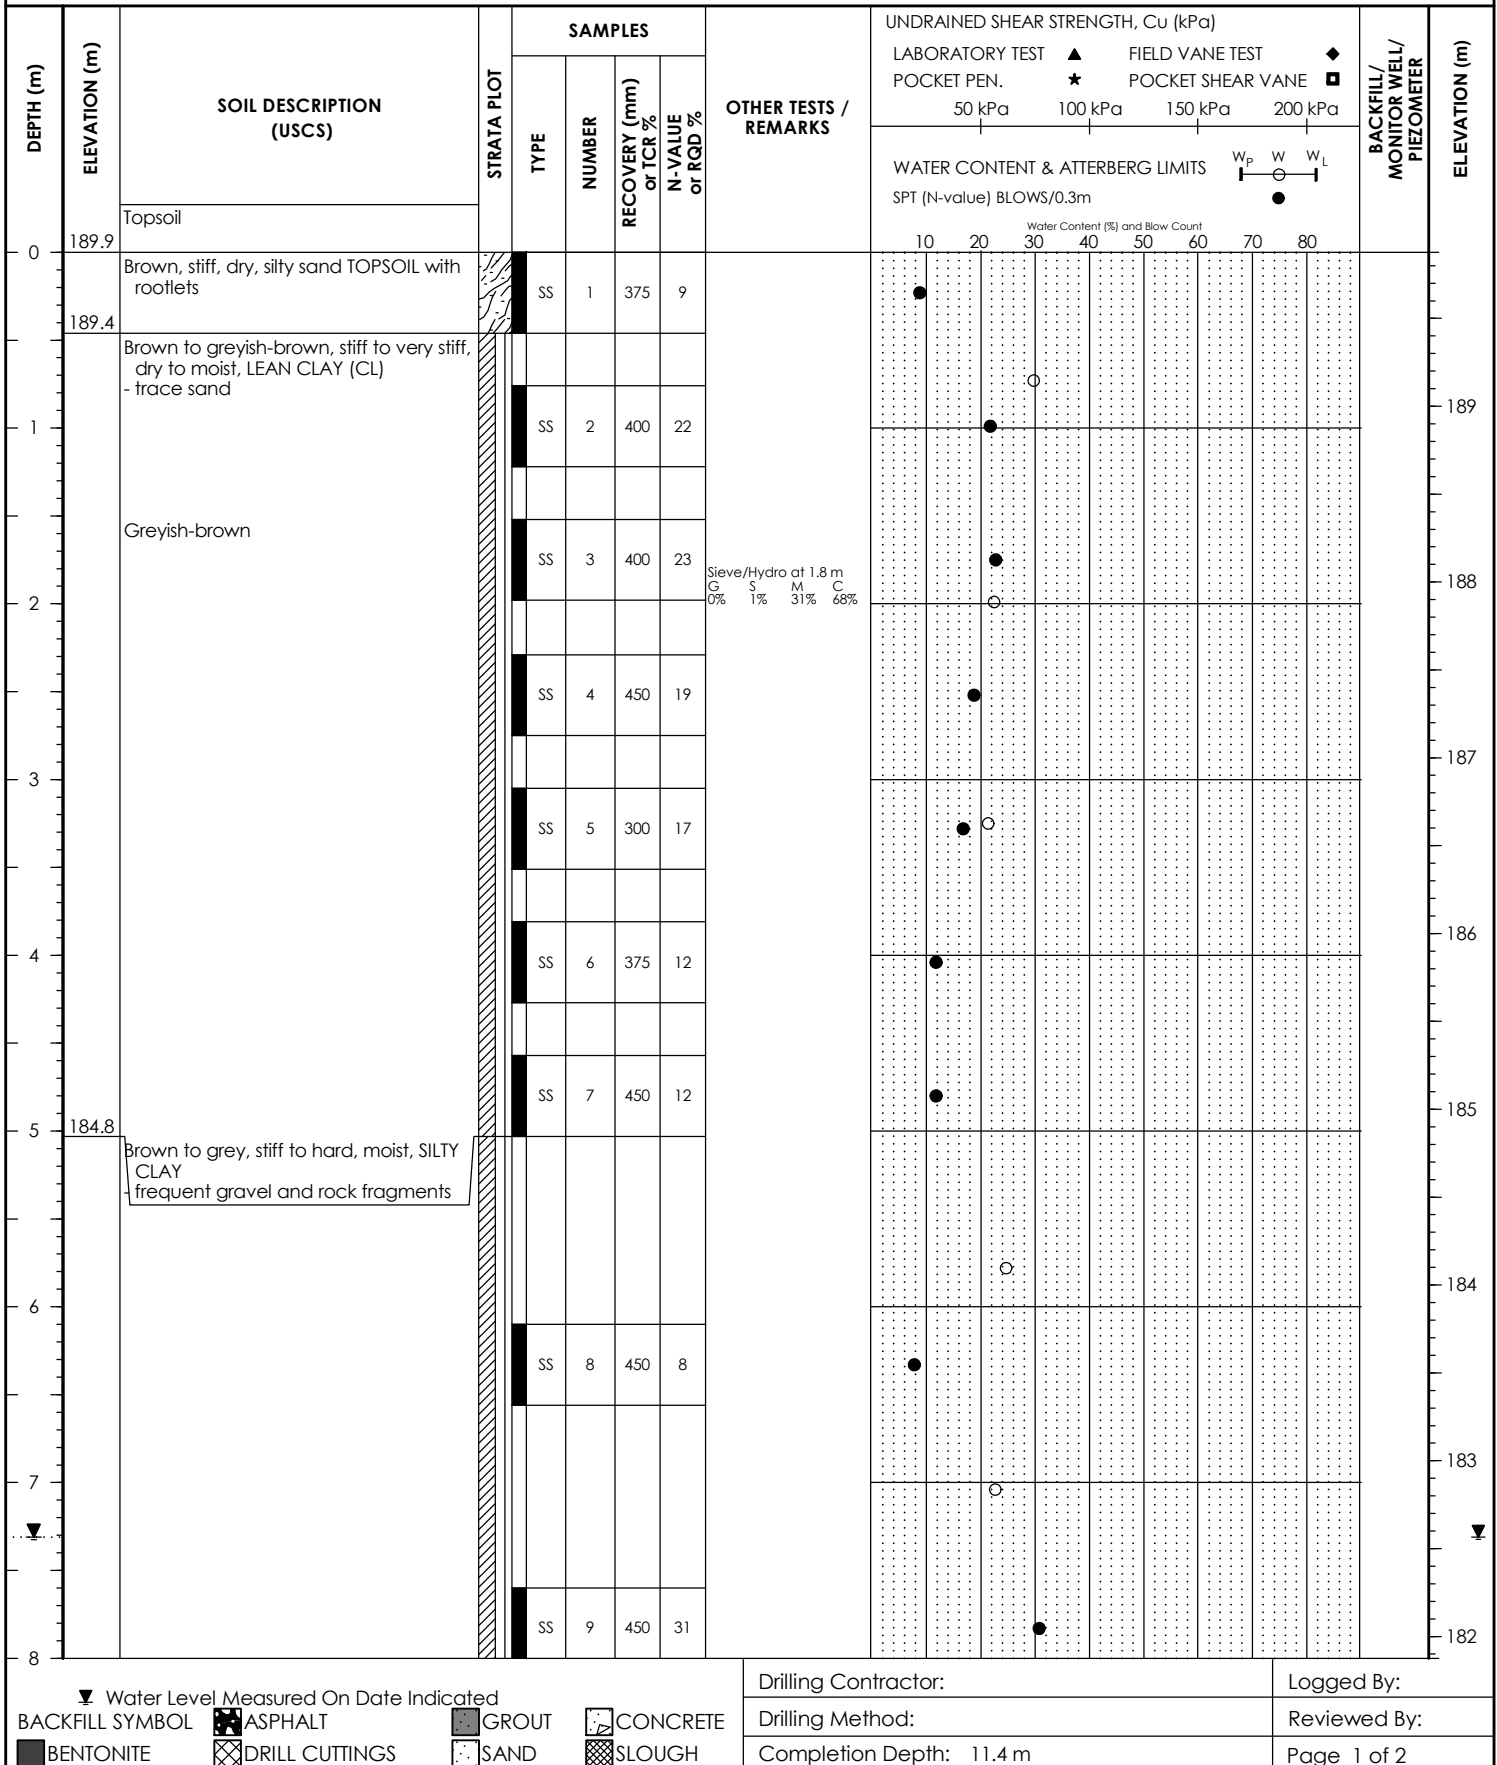 DEPTH (m)
ELEVATION (m)
SOIL DESCRIPTION
(USCS)
STRATA PLOT
SAMPLES
TYPE
NUMBER
RECOVERY (mm)
or TCR %
N-VALUE
or RQD %
OTHER TESTS /
REMARKS
UNDRAINED SHEAR STRENGTH, Cu (kPa)
LABORATORY TEST ▲ FIELD VANE TEST ◆
POCKET PEN. ★ POCKET SHEAR VANE
50 kPa 100 kPa 150 kPa 200 kPa
WATER CONTENT & ATTERBERG LIMITS
WP W WL
SPT (N-value) BLOWS/0.3m ●
Water Content (%) and Blow Count
10 20 30 40 50 60 70 80
BACKFILL/
MONITOR WELL/
PIEZOMETER
ELEVATION (m)
Topsoil
0 189.9
Brown, stiff, dry, silty sand TOPSOIL with
rootlets
SS 1 375 9
189.4
Brown to greyish-brown, stiff to very stiff,
dry to moist, LEAN CLAY (CL)
- trace sand
189
1
SS 2 400 22
Greyish-brown
SS 3 400 23
Sieve/Hydro at 1.8 m
G S M C
0% 1% 31% 68%
188
2
SS 4 450 19
187
3
SS 5 300 17
186
4
SS 6 375 12
SS 7 450 12
185
5 184.8
Brown to grey, stiff to hard, moist, SILTY
CLAY
- frequent gravel and rock fragments
184
6
SS 8 450 8
183
7
SS 9 450 31
182
8
Water Level Measured On Date Indicated
BACKFILL SYMBOL ASPHALT GROUT CONCRETE
BENTONITE DRILL CUTTINGS SAND SLOUGH
Drilling Contractor:
Logged By:
Drilling Method:
Reviewed By:
Completion Depth: 11.4 m
Page 1 of 2